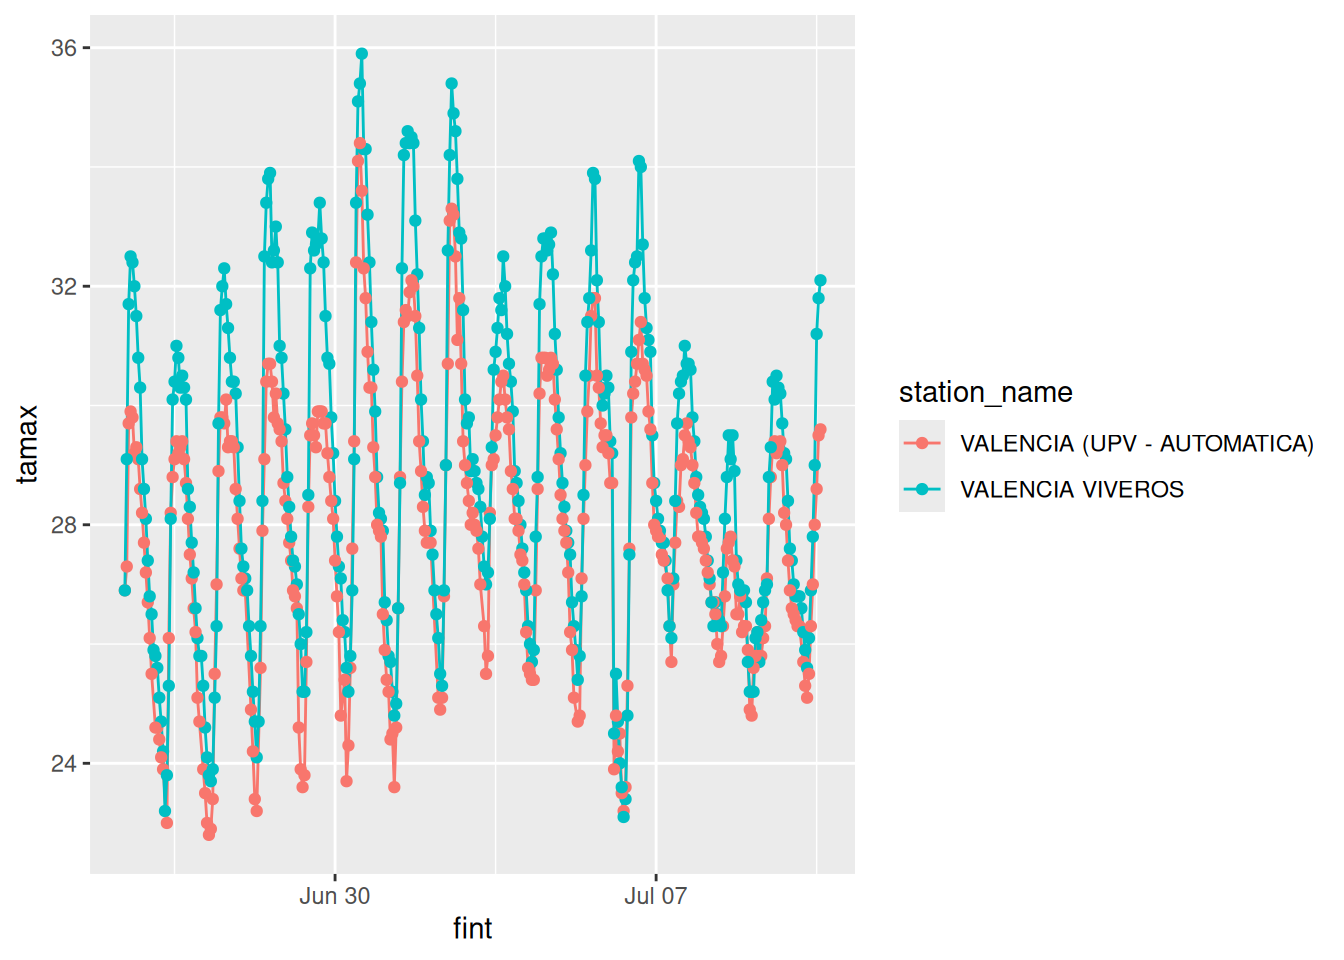 36
32
28
24
tamax
Jun 30
Jul 07
fint
station_name
VALENCIA (UPV - AUTOMATICA)
VALENCIA VIVEROS